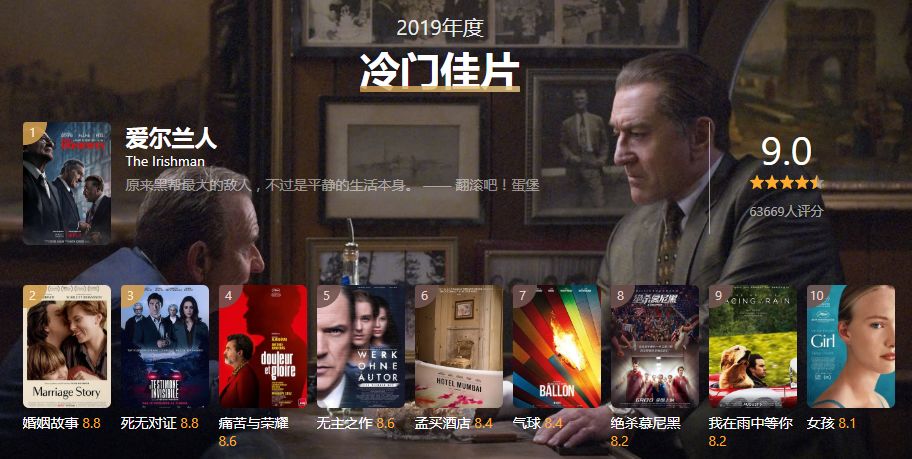 2019年度
冷门佳片
1
爱尔兰人
The Irishman
原来黑帮最大的敌人，不过是平静的生活本身。 —— 翻滚吧！蛋堡
9.0
63669人评分
2
3
4
5
6
7
8
9
10
Marriage Story
TESTIMONE
INVISIBILE
douleur
et gloire
WERK
OHNE
AUTOR
HOTEL MUMBAI
BALLON
绝杀慕尼黑
RACING RAIN
Girl
婚姻故事 8.8
死无对证 8.8
痛苦与荣耀
8.6
无主之作 8.6
孟买酒店 8.4
气球 8.4
绝杀慕尼黑
8.2
我在雨中等你
8.2
女孩 8.1